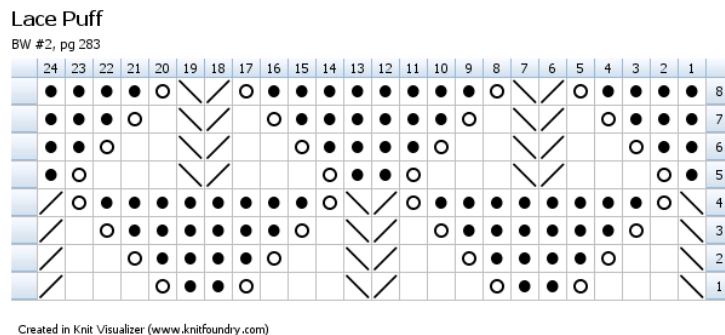 Lace Puff
BW #2, pg 283
24 23 22 21 20 19 18 17 16 15 14 13 12 11 10 9 8 7 6 5 4 3 2 1
8
7
6
5
4
3
2
1
Created in Knit Visualizer (www.knitfoundry.com)